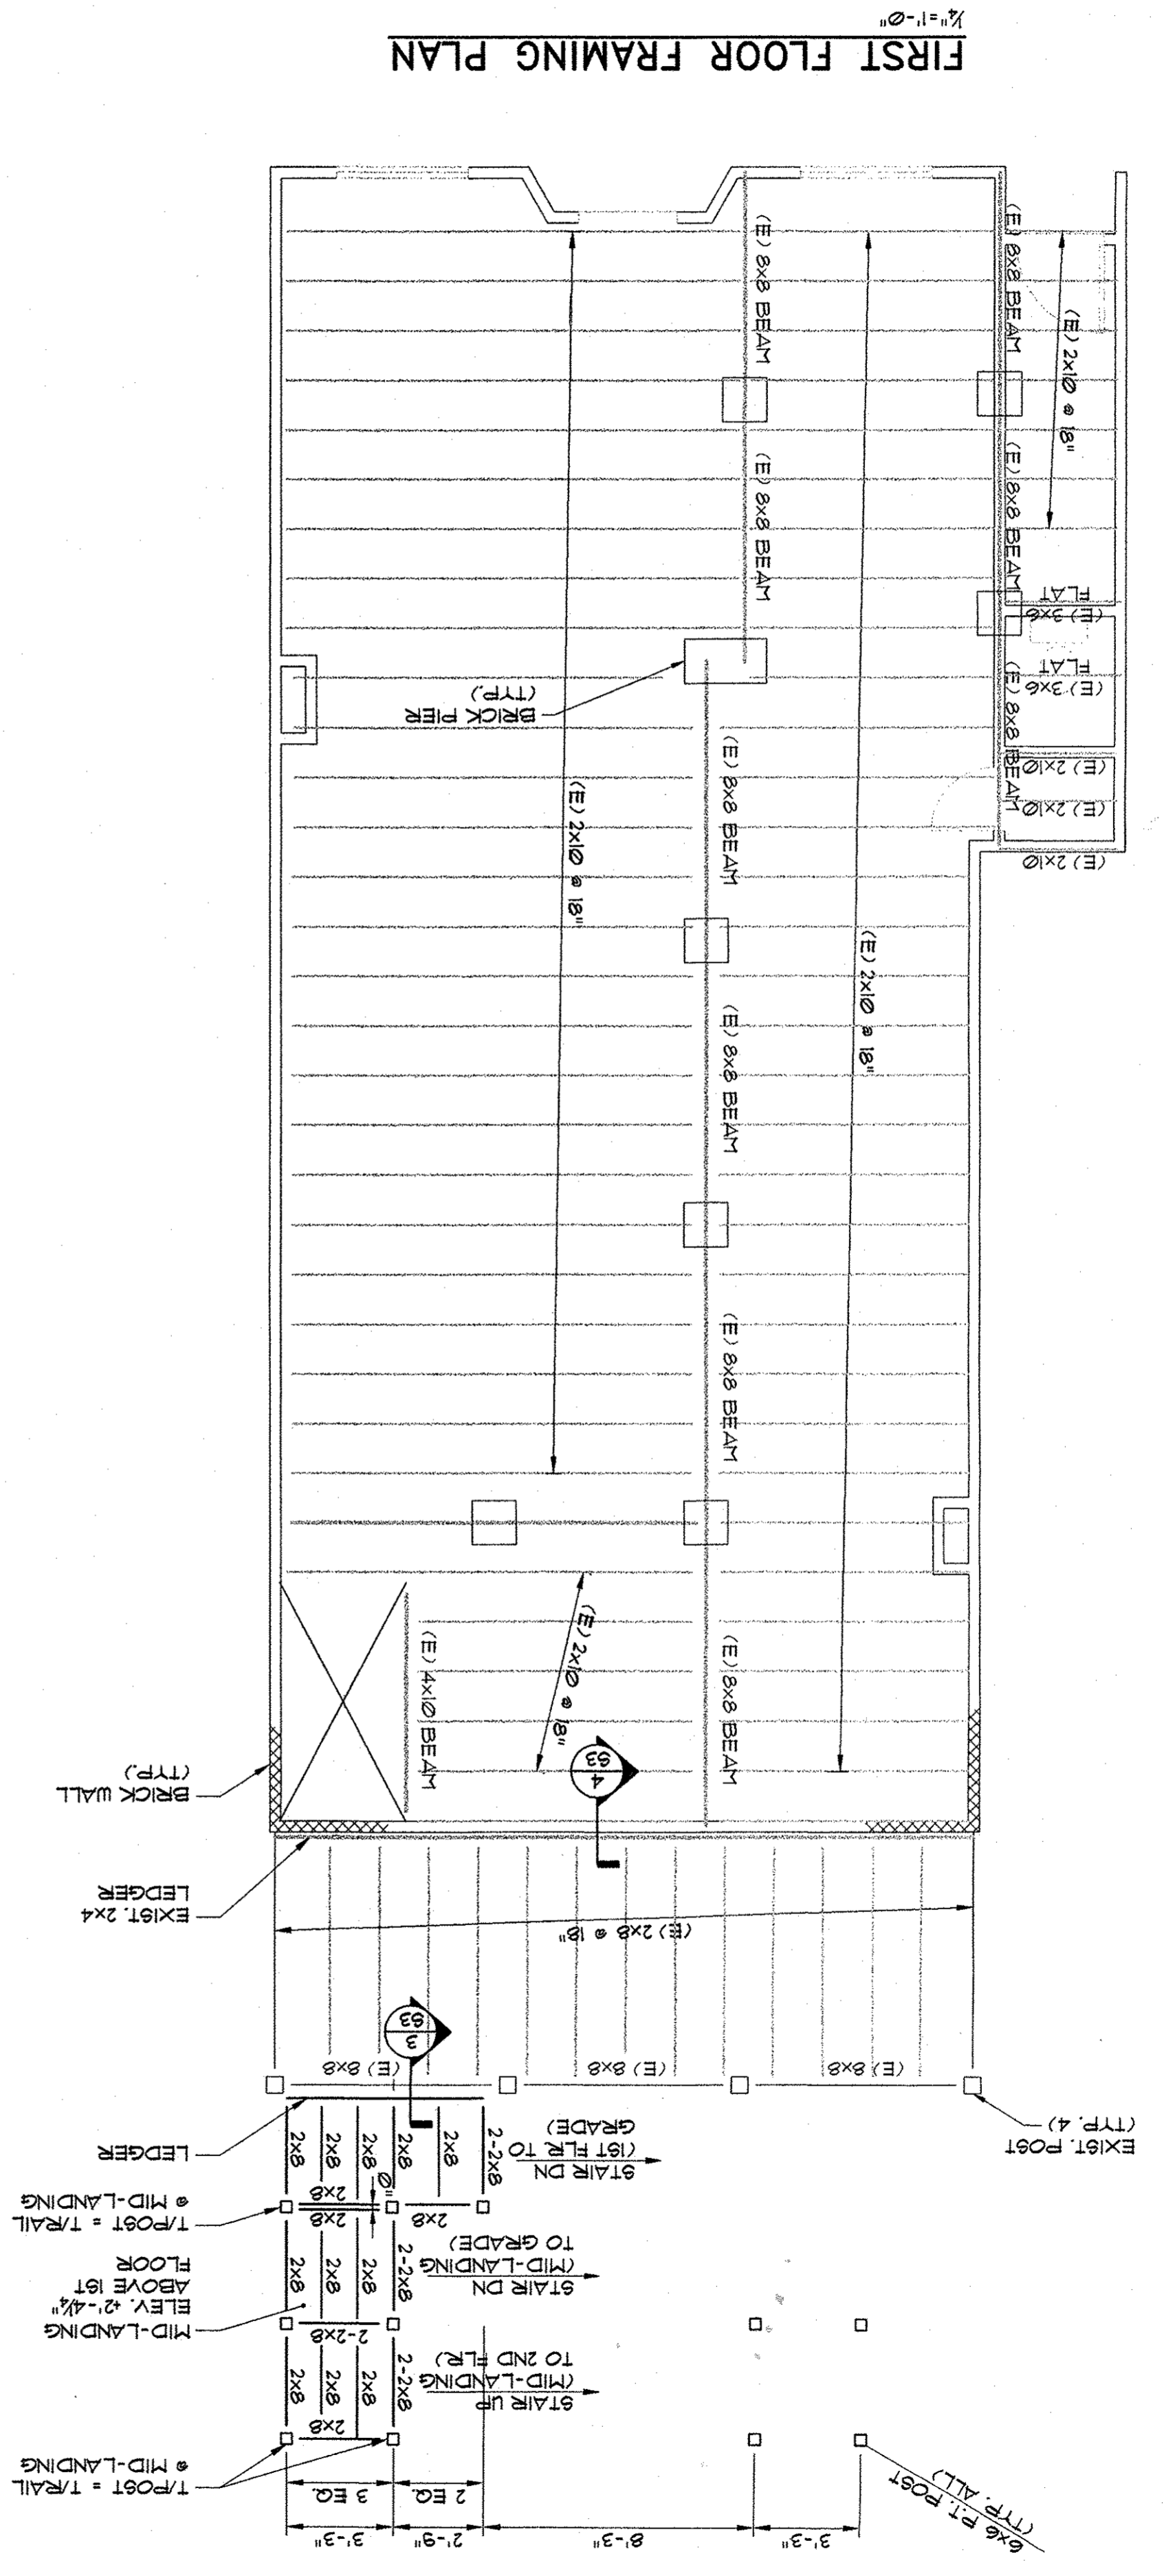 6x6 P.T. POST
(TYP. ALL)
3'-3"
8'-3"
2'-9"
3'-3"
2 EQ.
3 EQ.
T/POST = T/RAIL
@ MID-LANDING
2x8
STAIR UP
(MID-LANDING
TO 2ND FLR.)
2-2x8
2x8
2x8
2x8
2-2x8
MID-LANDING
ELEV. +2'-4¼"
ABOVE 1ST
FLOOR
STAIR DN
(MID-LANDING
TO GRADE)
2-2x8
2x8
2x8
2x8
T/POST = T/RAIL
@ MID-LANDING
2x8
2x8
2x8
0"
EXIST. POST
(TYP. 4)
STAIR DN
(1ST FLR. TO
GRADE)
2-2x8
2x8
2x8
2x8
2x8
2x8
LEDGER
(E) 8x8
(E) 8x8
(E) 8x8
3
S3
(E) 2x8 @ 18"
EXIST. 2x4
LEDGER
4
S3
BRICK WALL
(TYP.)
(E) 8x8 BEAM
(E) 2x10 @ 18"
(E) 4x10 BEAM
(E) 8x8 BEAM
(E) 2x10 @ 18"
(E) 8x8 BEAM
(E) 2x10
(E) 2x10
(E) 2x10
(E) 8x8 BEAM
(E) 2x10 @ 18"
(E) 8x8 BEAM
BRICK PIER
(TYP.)
(E) 3x6
FLAT
(E) 3x6
FLAT
(E) 8x8 BEAM
(E) 8x8 BEAM
(E) 2x10 @ 18"
(E) 8x8 BEAM
(E) 8x8 BEAM
FIRST FLOOR FRAMING PLAN
¼"=1'-0"